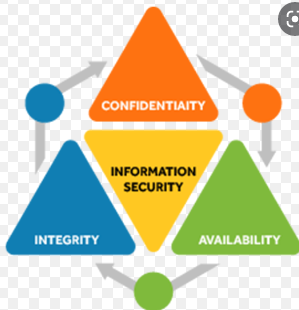 CONFIDENTIAITY
INFORMATION
SECURITY
INTEGRITY
AVAILABILITY